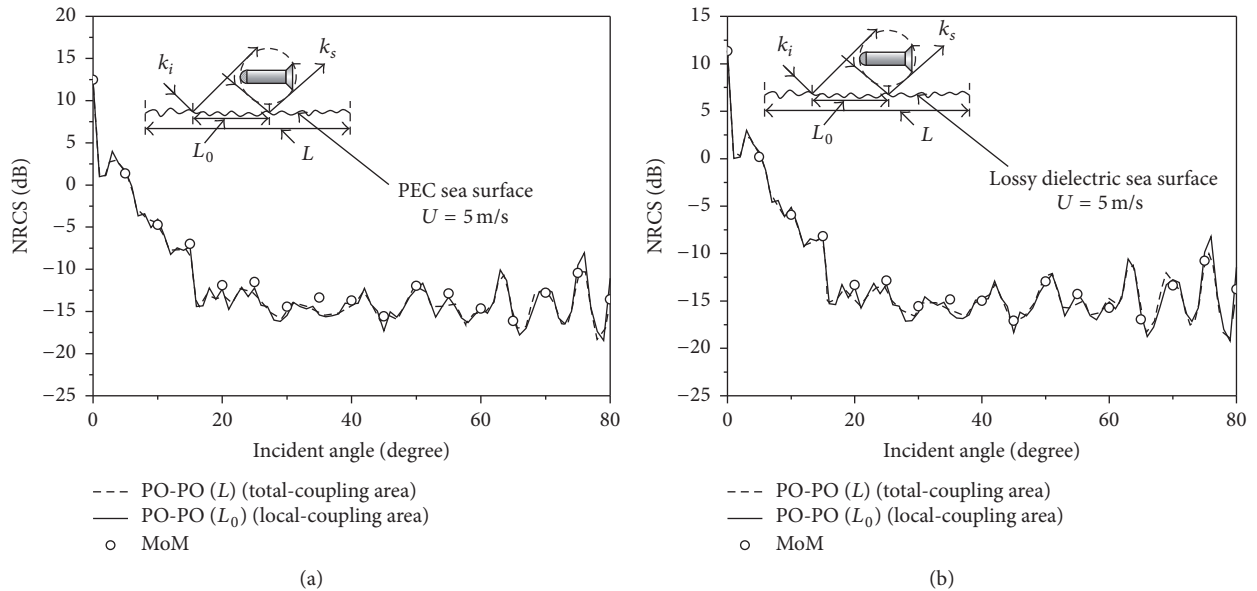 20
15
10
5
0
−5
−10
−15
−20
−25
NRCS (dB)
0 20 40 60 80
Incident angle (degree)
k_i
k_s
L_0
L
PEC sea surface
U = 5 m/s
PO-PO (L) (total-coupling area)
PO-PO (L_0) (local-coupling area)
MoM
(a)
15
10
5
0
−5
−10
−15
−20
−25
NRCS (dB)
0 20 40 60 80
Incident angle (degree)
k_i
k_s
L_0
L
Lossy dielectric sea surface
U = 5 m/s
PO-PO (L) (total-coupling area)
PO-PO (L_0) (local-coupling area)
MoM
(b)